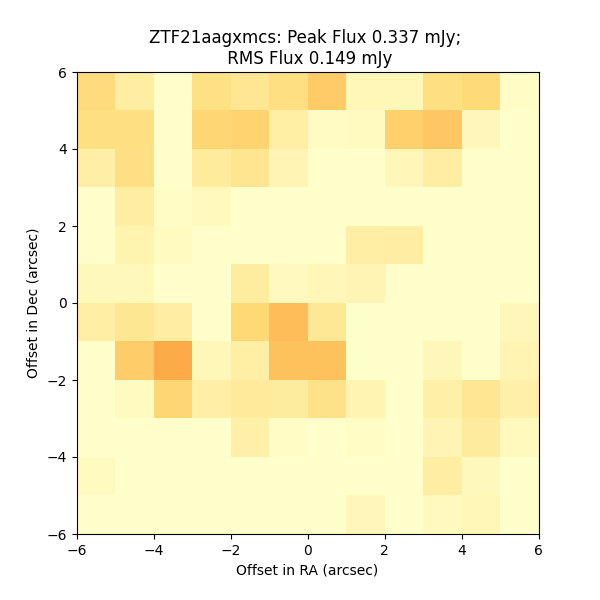 ZTF21aagxmcs: Peak Flux 0.337 mJy;
RMS Flux 0.149 mJy
6
4
2
0
−2
−4
−6
Offset in Dec (arcsec)
−6 −4 −2 0 2 4 6
Offset in RA (arcsec)